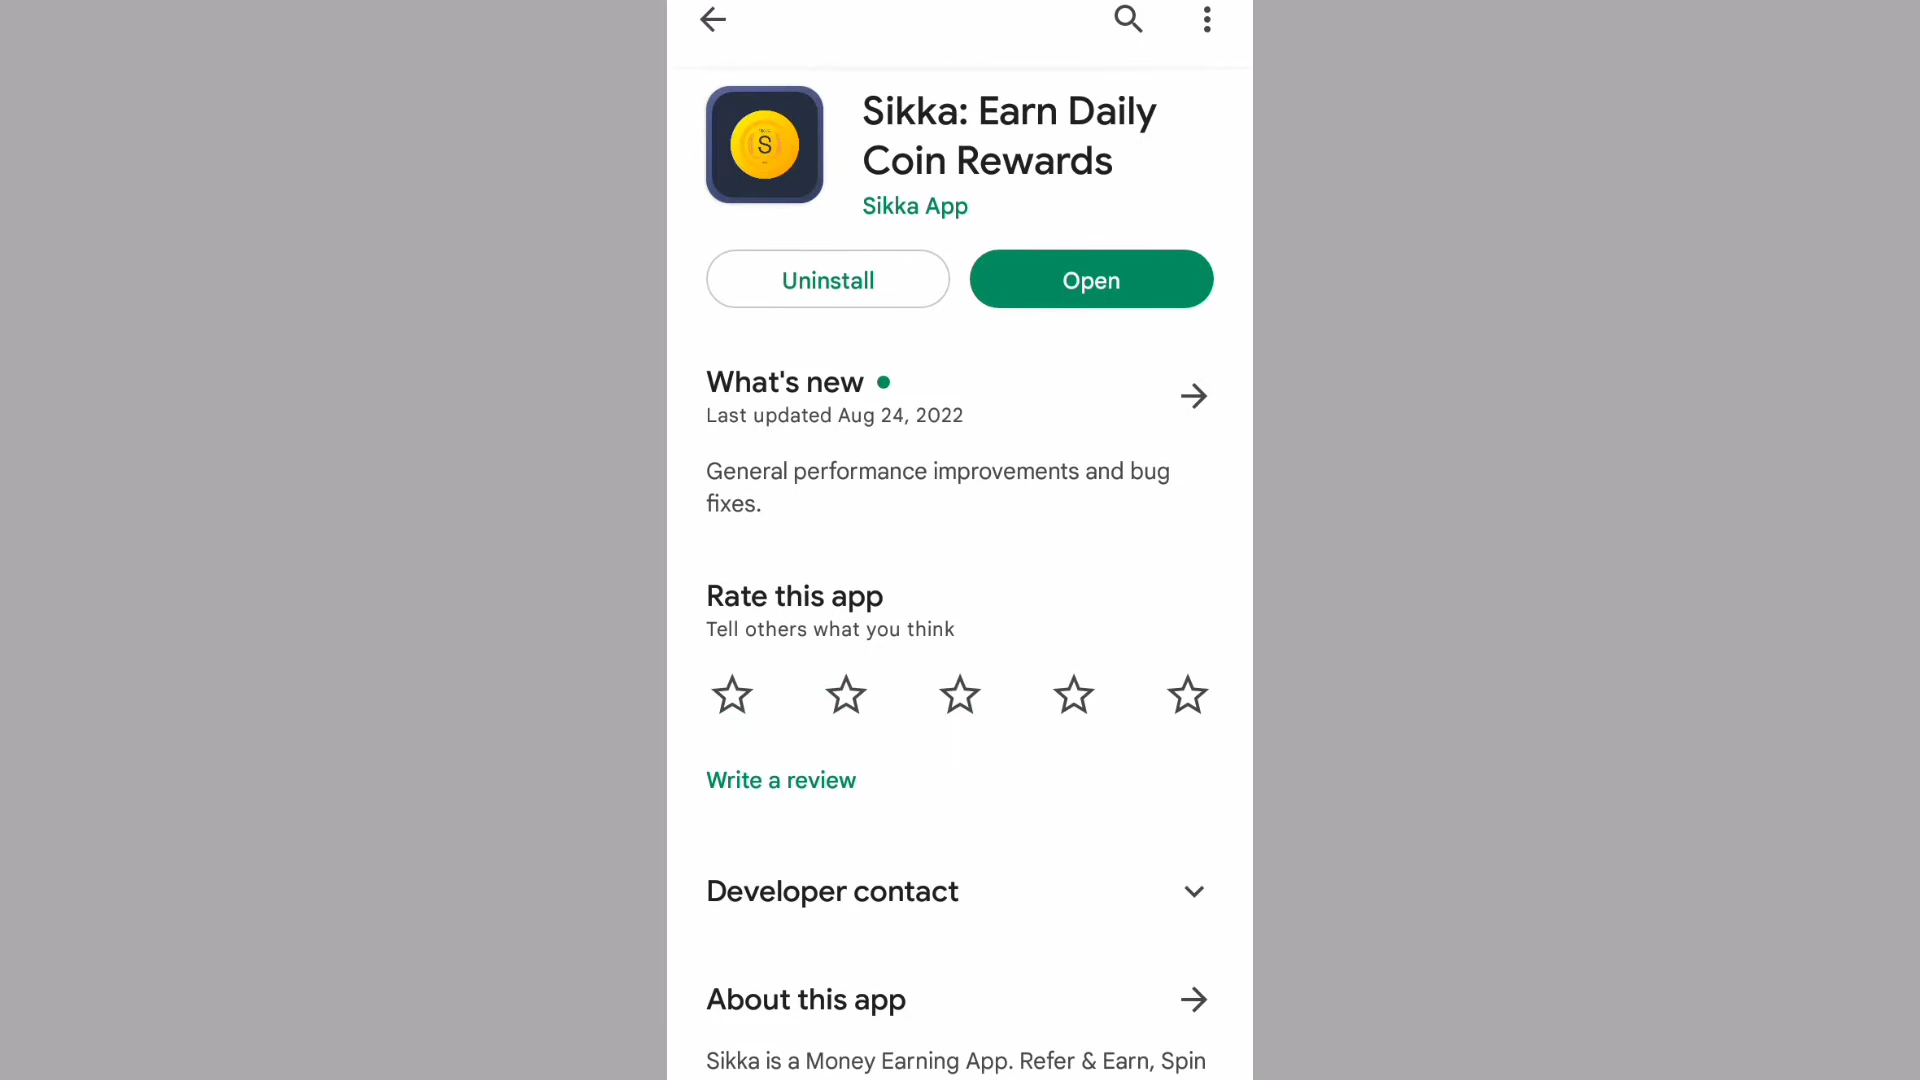 Sikka: Earn Daily
Coin Rewards
S
Sikka App
Uninstall
Open
What's new
Last updated Aug 24, 2022
General performance improvements and bug
fixes.
Rate this app
Tell others what you think
Write a review
Developer contact
About this app
Sikka is a Money Earning App. Refer & Earn, Spin